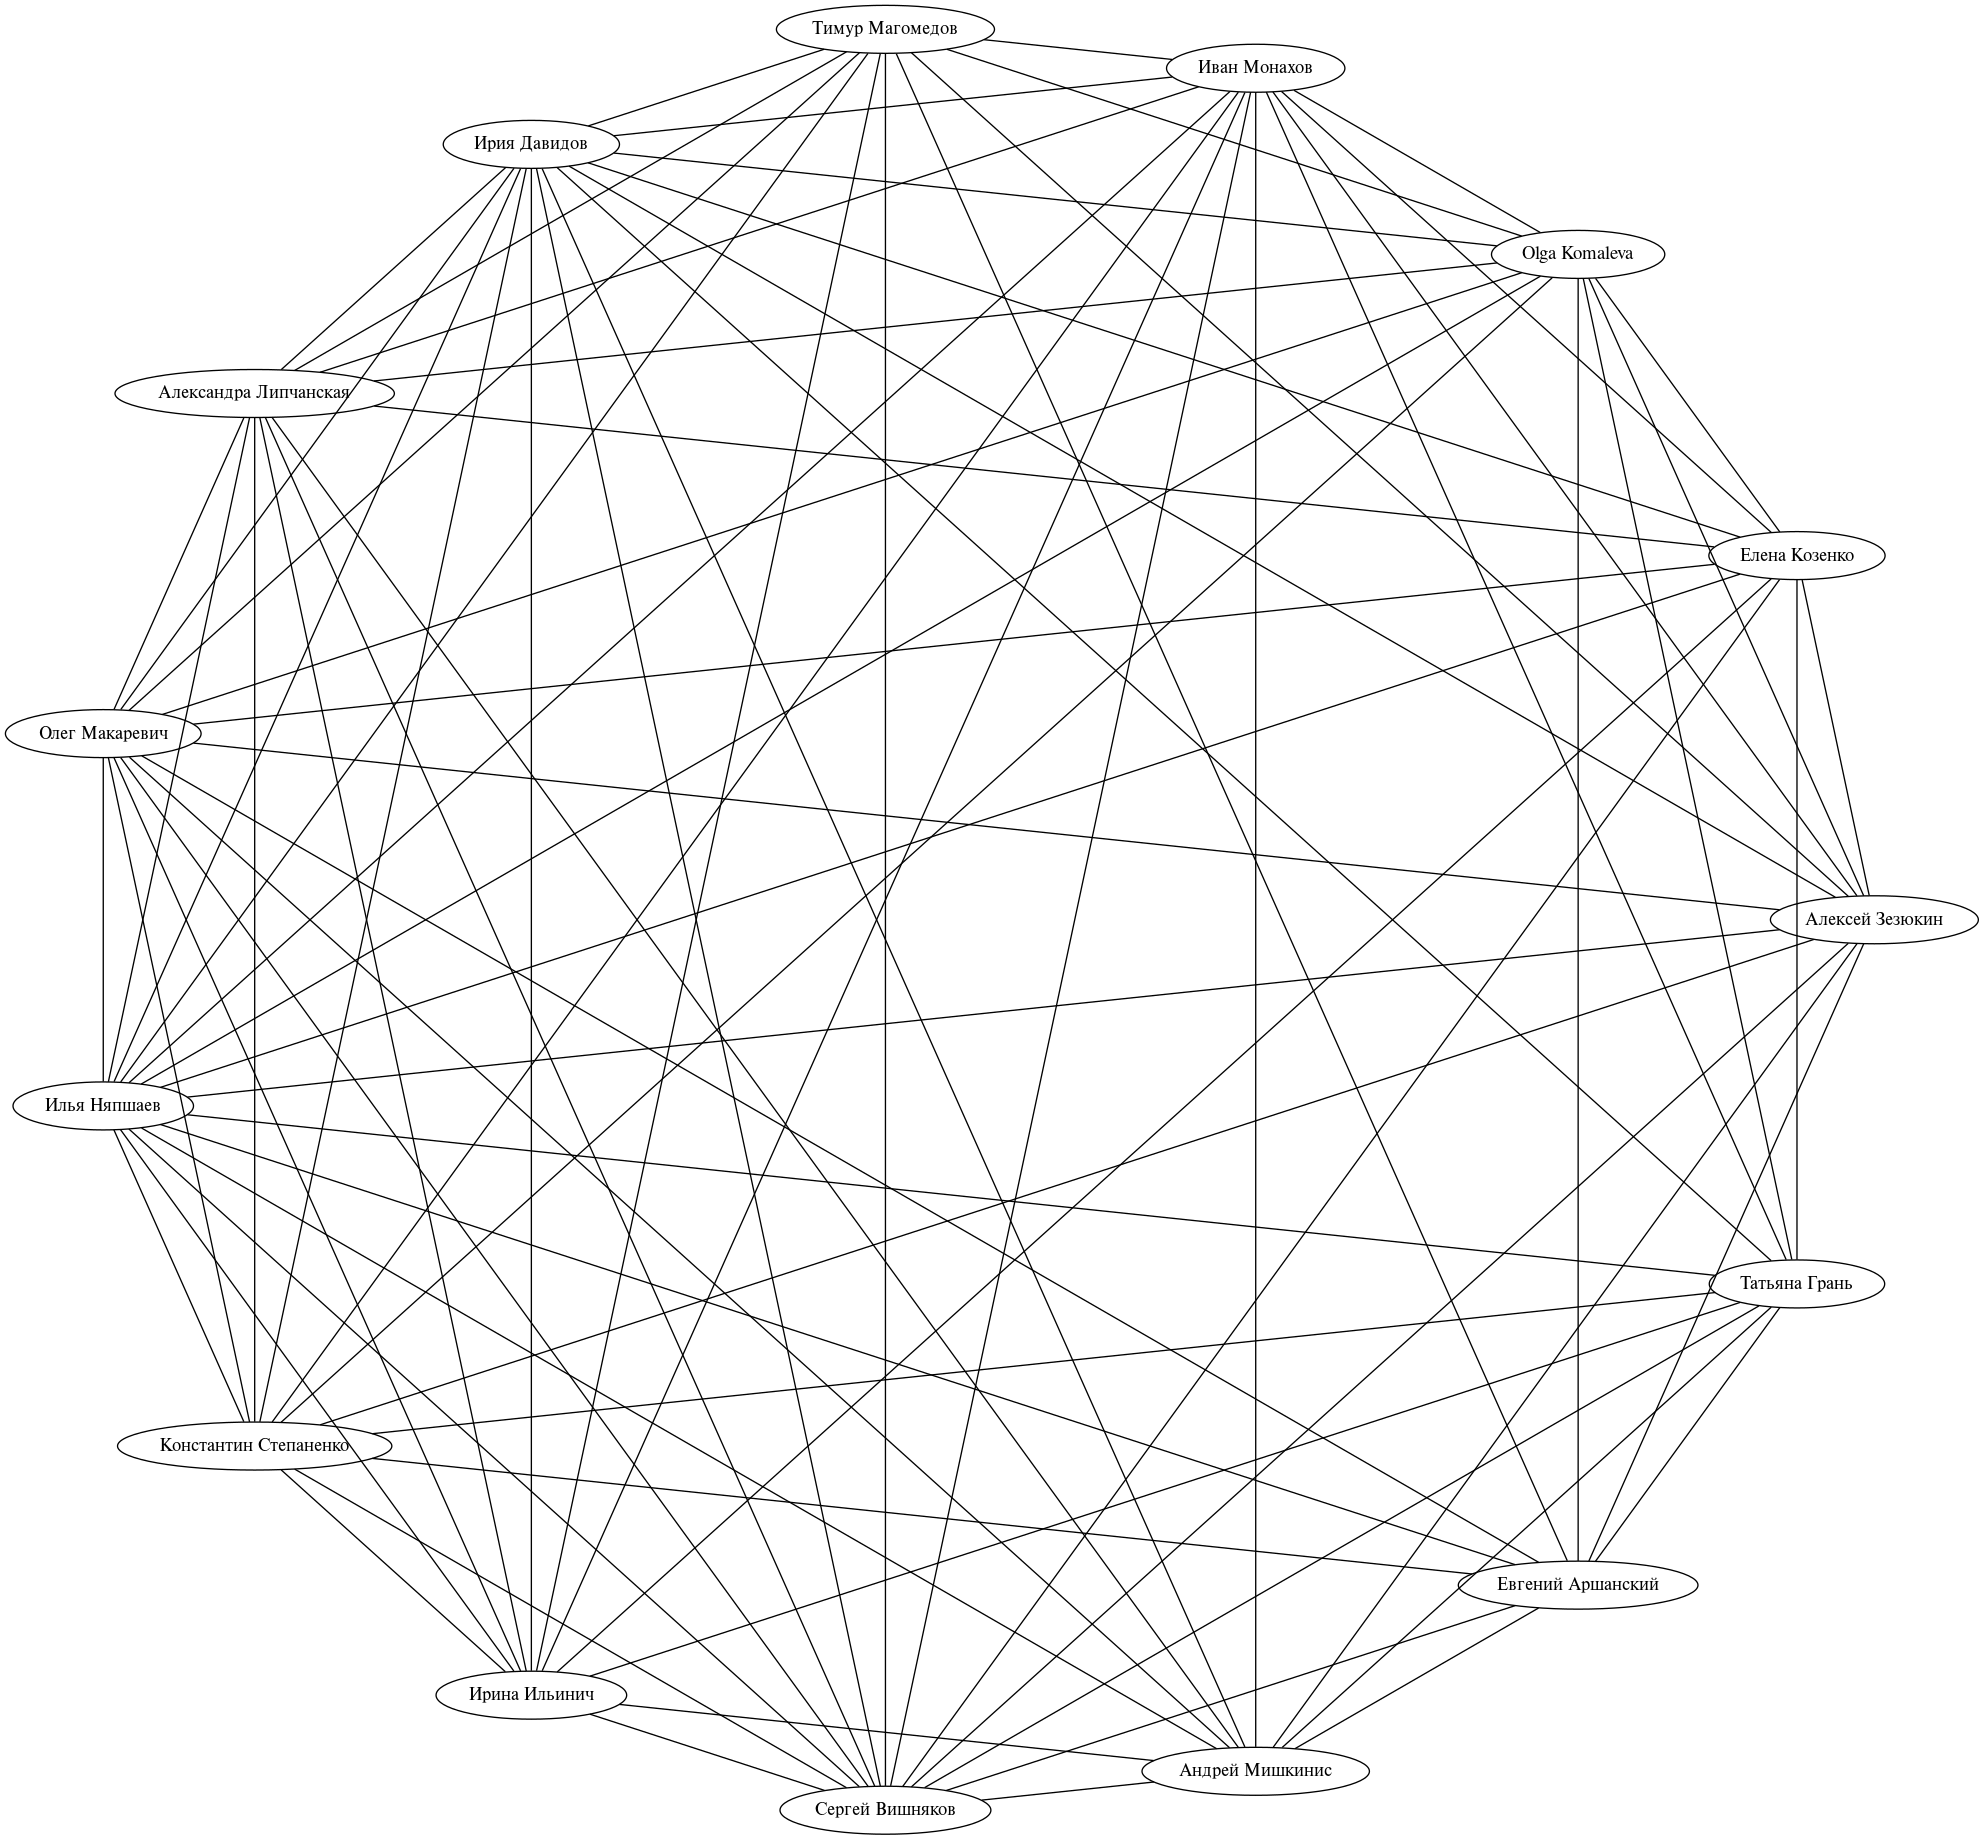 Тимур Магомедов
Иван Монахов
Ирия Давидов
Olga Komaleva
Александра Липчанская
Елена Козенко
Олег Макаревич
Алексей Зезюкин
Илья Няпшаев
Татьяна Грань
Константин Степаненко
Евгений Аршанский
Ирина Ильинич
Андрей Мишкинис
Сергей Вишняков